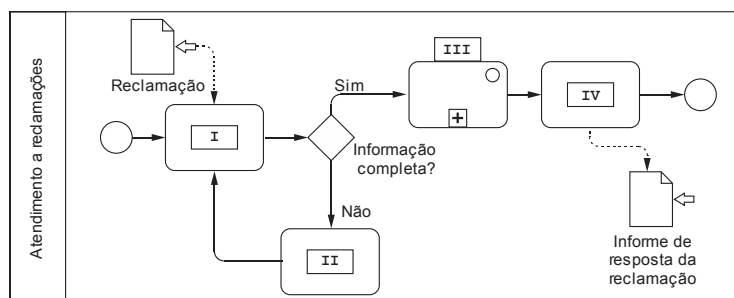 Atendimento a reclamações
Reclamação
I
Informação
completa?
Sim
Não
II
III
+
IV
Informe de
resposta da
reclamação